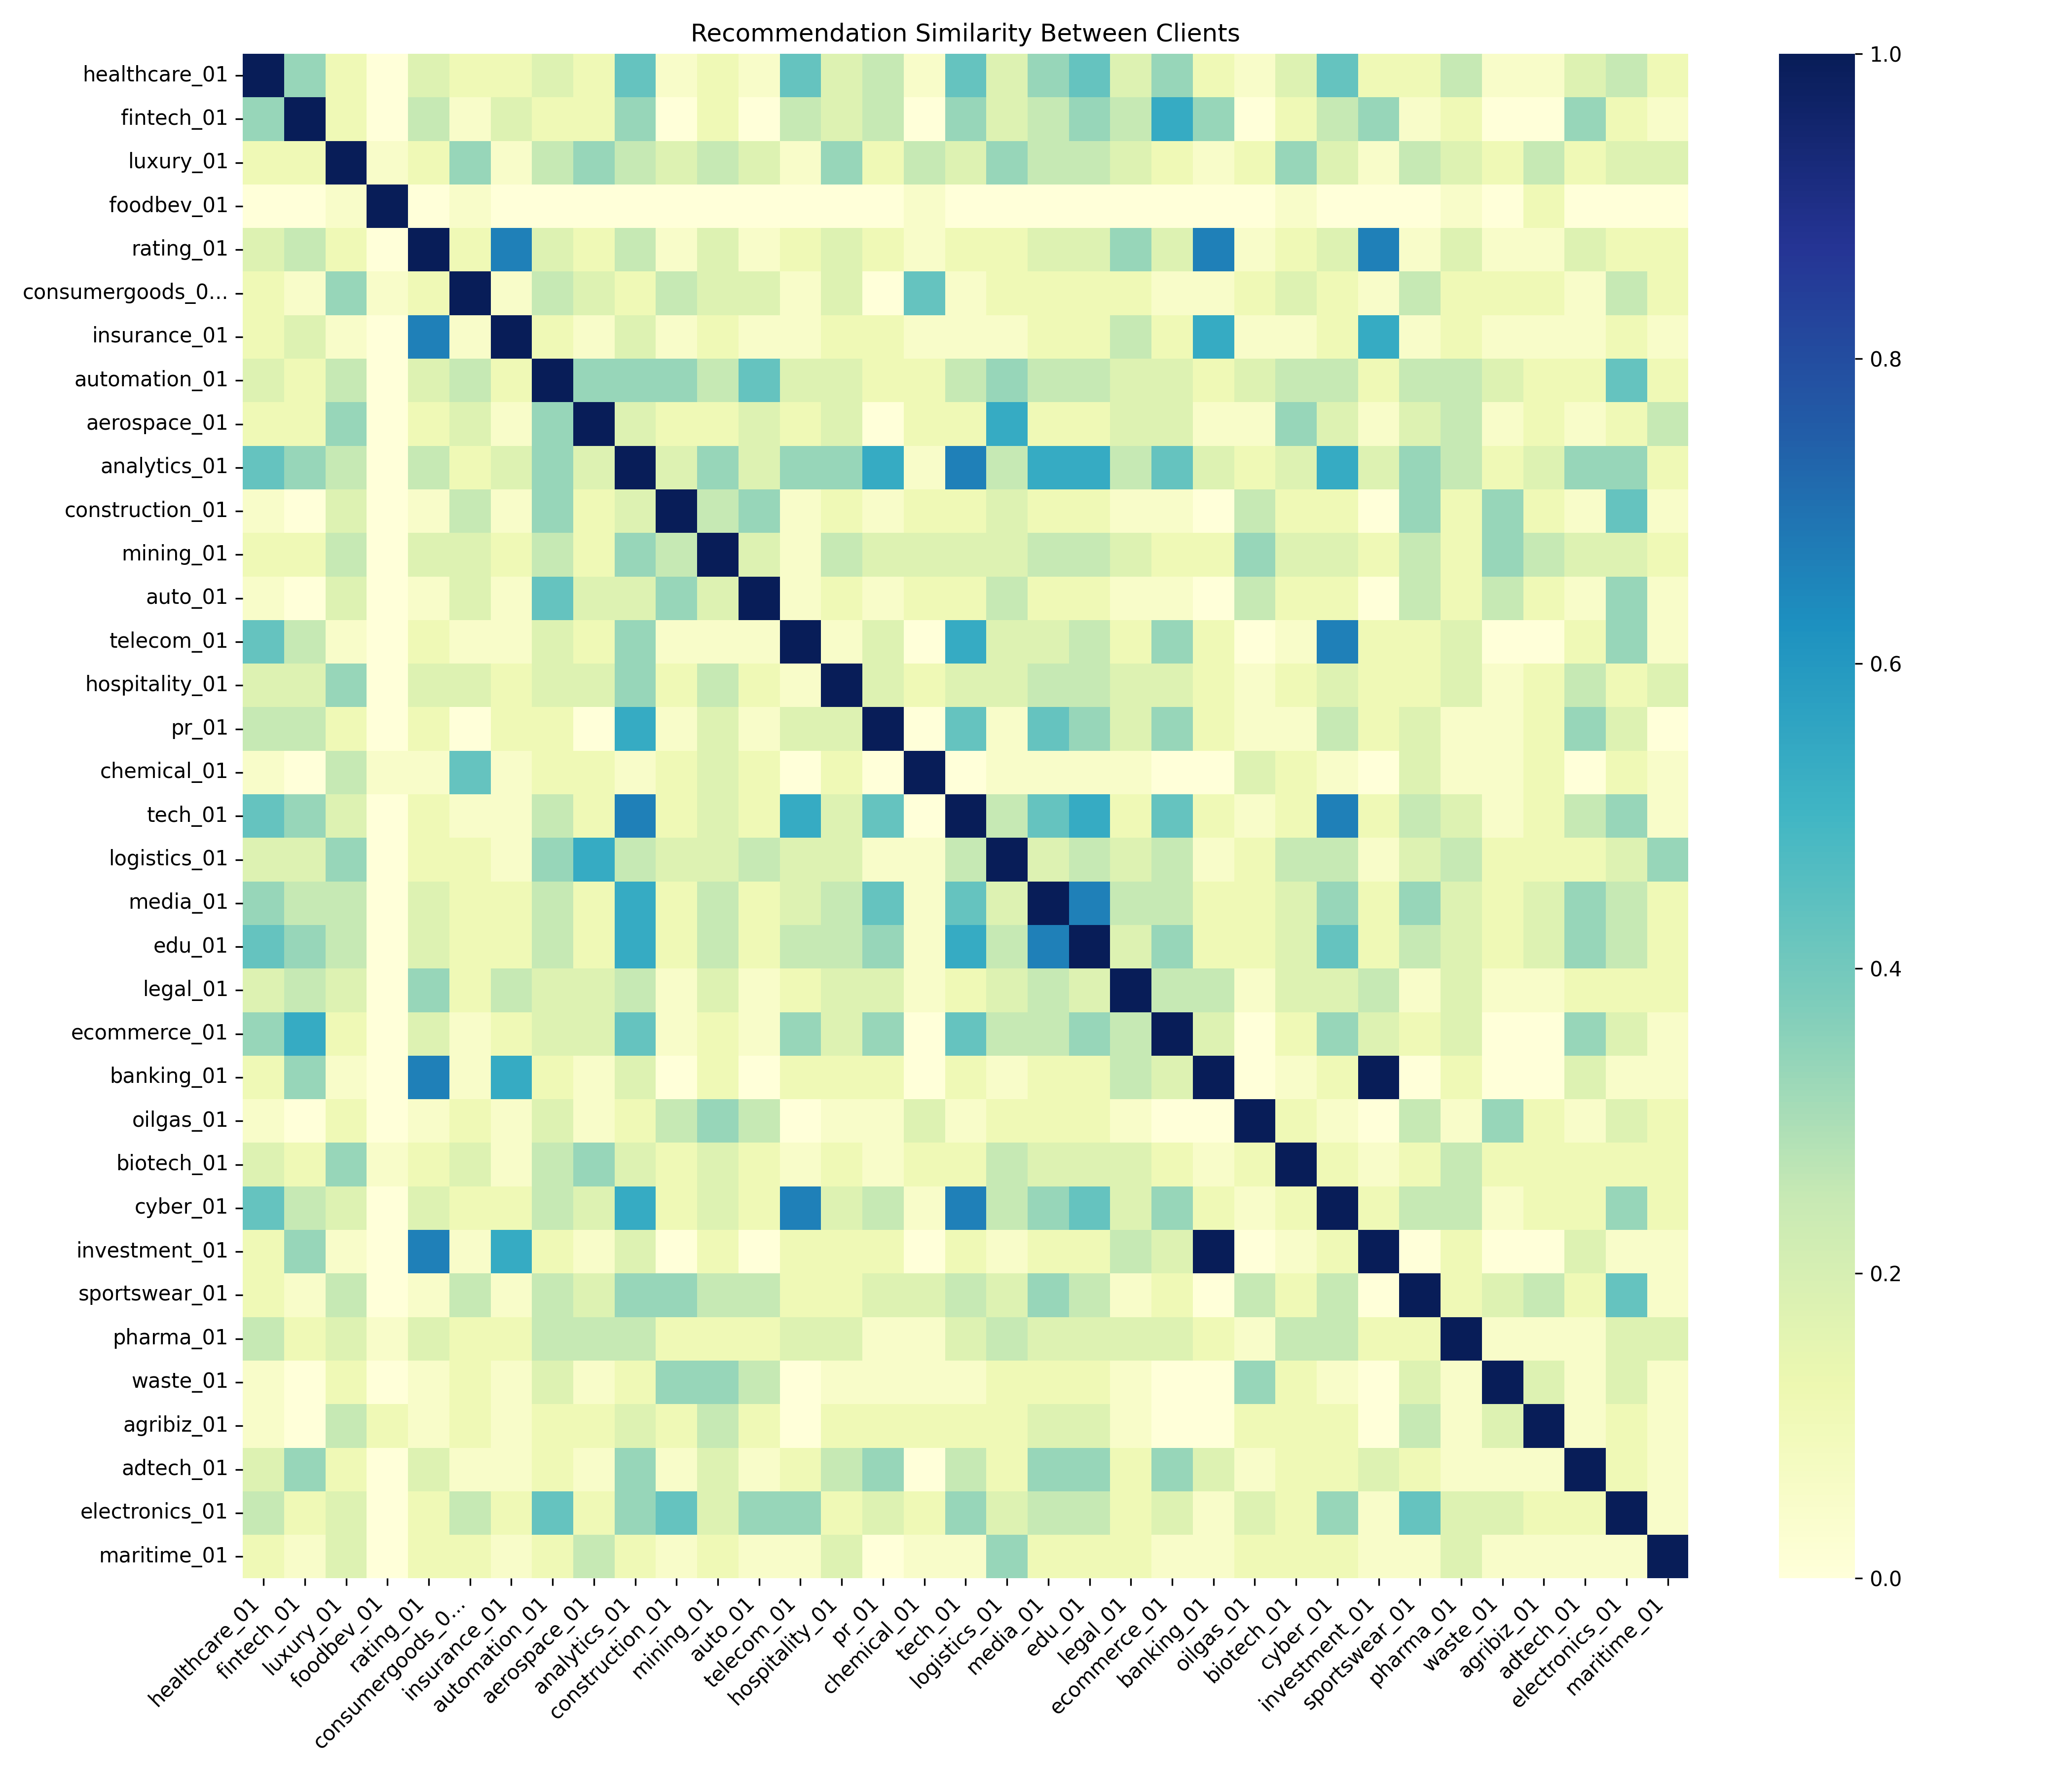 Recommendation Similarity Between Clients
healthcare_01
fintech_01
luxury_01
foodbev_01
rating_01
consumergoods_0...
insurance_01
automation_01
aerospace_01
analytics_01
construction_01
mining_01
auto_01
telecom_01
hospitality_01
pr_01
chemical_01
tech_01
logistics_01
media_01
edu_01
legal_01
ecommerce_01
banking_01
oilgas_01
biotech_01
cyber_01
investment_01
sportswear_01
pharma_01
waste_01
agribiz_01
adtech_01
electronics_01
maritime_01
healthcare_01
fintech_01
luxury_01
foodbev_01
rating_01
consumergoods_0...
insurance_01
automation_01
aerospace_01
analytics_01
construction_01
mining_01
auto_01
telecom_01
hospitality_01
pr_01
chemical_01
tech_01
logistics_01
media_01
edu_01
legal_01
ecommerce_01
banking_01
oilgas_01
biotech_01
cyber_01
investment_01
sportswear_01
pharma_01
waste_01
agribiz_01
adtech_01
electronics_01
maritime_01
1.0
0.8
0.6
0.4
0.2
0.0